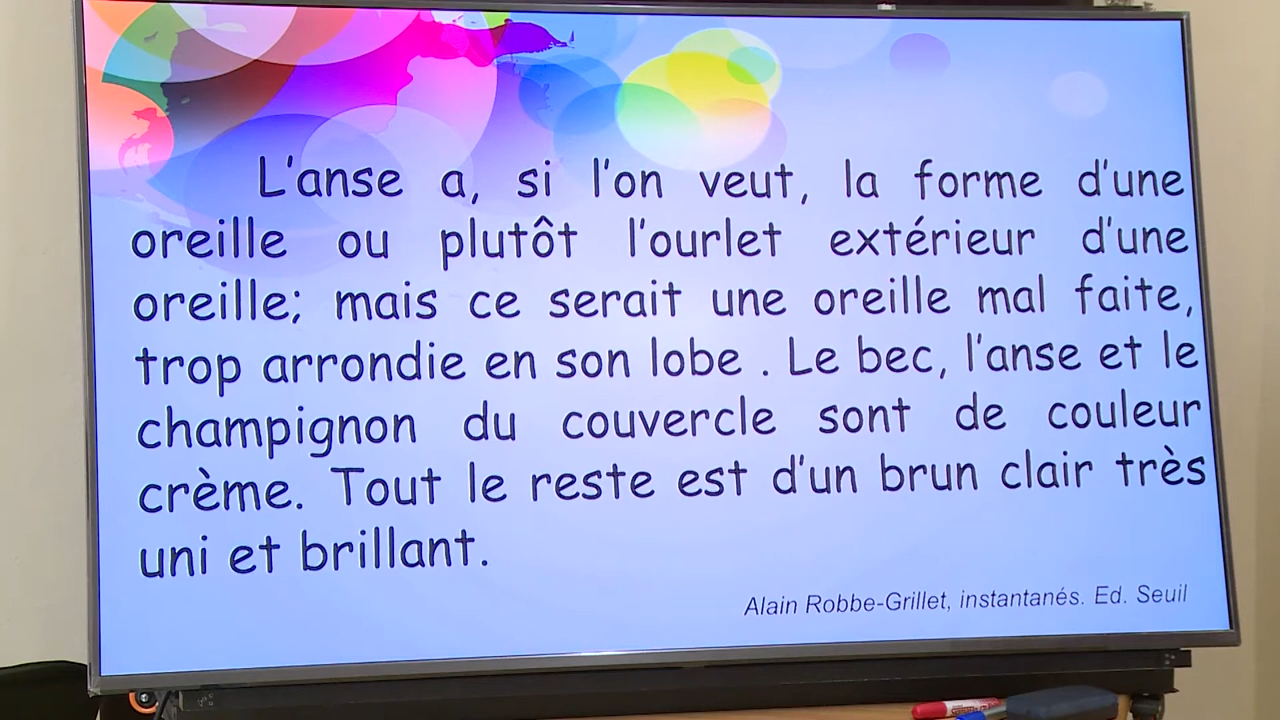 L'anse a, si l'on veut, la forme d'une
oreille ou plutôt l'ourlet extérieur d'une
oreille; mais ce serait une oreille mal faite,
trop arrondie en son lobe . Le bec, l'anse et le
champignon du couvercle sont de couleur
crème. Tout le reste est d'un brun clair très
uni et brillant.
Alain Robbe-Grillet, instantanés. Ed. Seuil